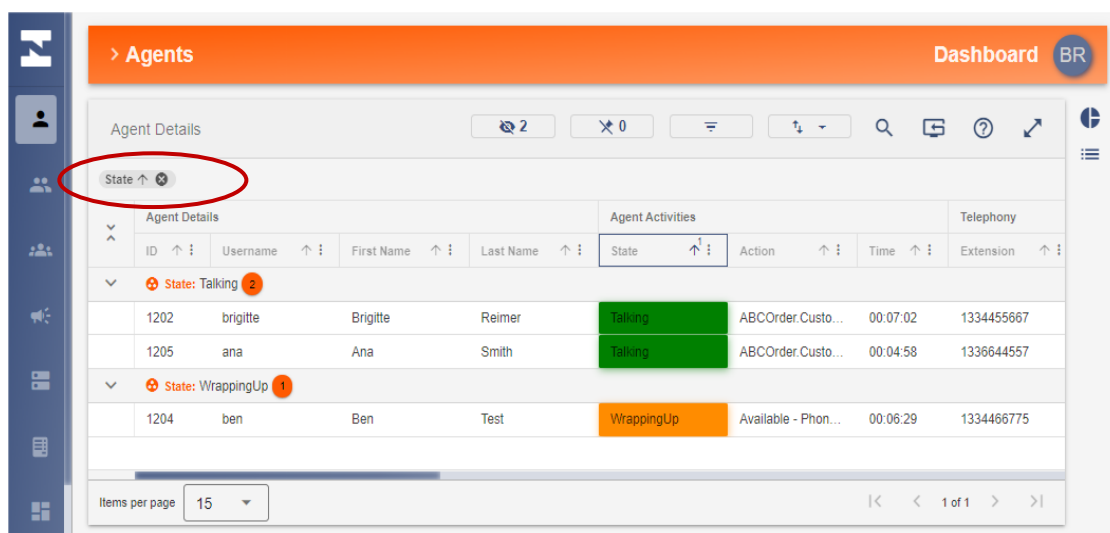 > Agents Dashboard BR
Agent Details 2 0
State ↑
Agent Details Agent Activities Telephony
ID Username First Name Last Name State 1 Action Time Extension
State: Talking 2
1202 brigitte Brigitte Reimer Talking ABCOrder.Custo... 00:07:02 1334455667
1205 ana Ana Smith Talking ABCOrder.Custo... 00:04:58 1336644557
State: WrappingUp 1
1204 ben Ben Test WrappingUp Available - Phon... 00:06:29 1334466775
Items per page 15 1 of 1